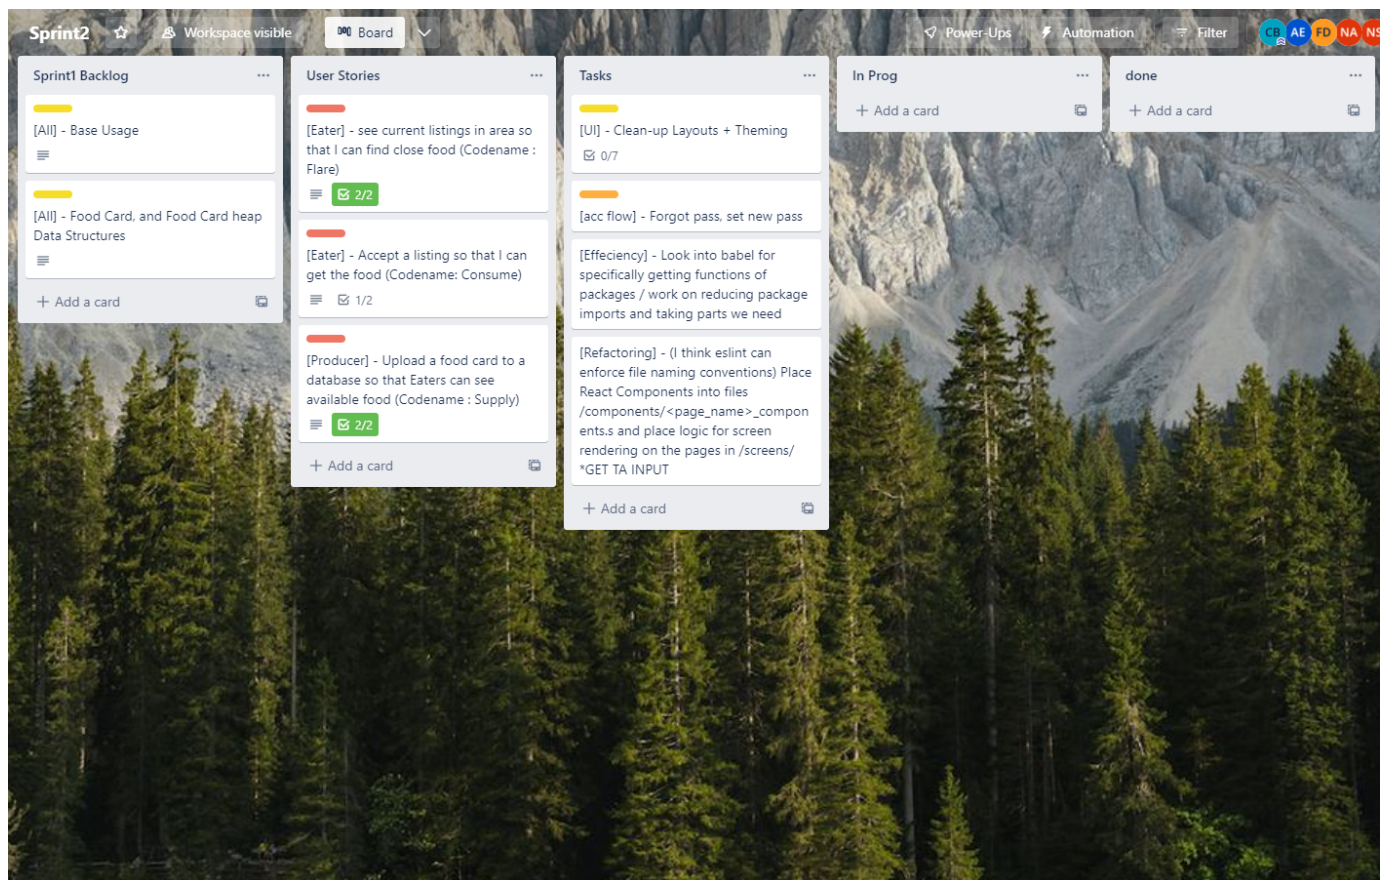 Sprint2
Workspace visible
Board
Power-Ups
Automation
Filter
CB
AE
FD
NA
NS
Sprint1 Backlog
[All] - Base Usage
[All] - Food Card, and Food Card heap
Data Structures
+ Add a card
User Stories
[Eater] - see current listings in area so
that I can find close food (Codename :
Flare)
2/2
[Eater] - Accept a listing so that I can
get the food (Codename: Consume)
1/2
[Producer] - Upload a food card to a
database so that Eaters can see
available food (Codename : Supply)
2/2
+ Add a card
Tasks
[UI] - Clean-up Layouts + Theming
0/7
[acc flow] - Forgot pass, set new pass
[Effeciency] - Look into babel for
specifically getting functions of
packages / work on reducing package
imports and taking parts we need
[Refactoring] - (I think eslint can
enforce file naming conventions) Place
React Components into files
/components/<page_name>_compon
ents.s and place logic for screen
rendering on the pages in /screens/
*GET TA INPUT
+ Add a card
In Prog
+ Add a card
done
+ Add a card